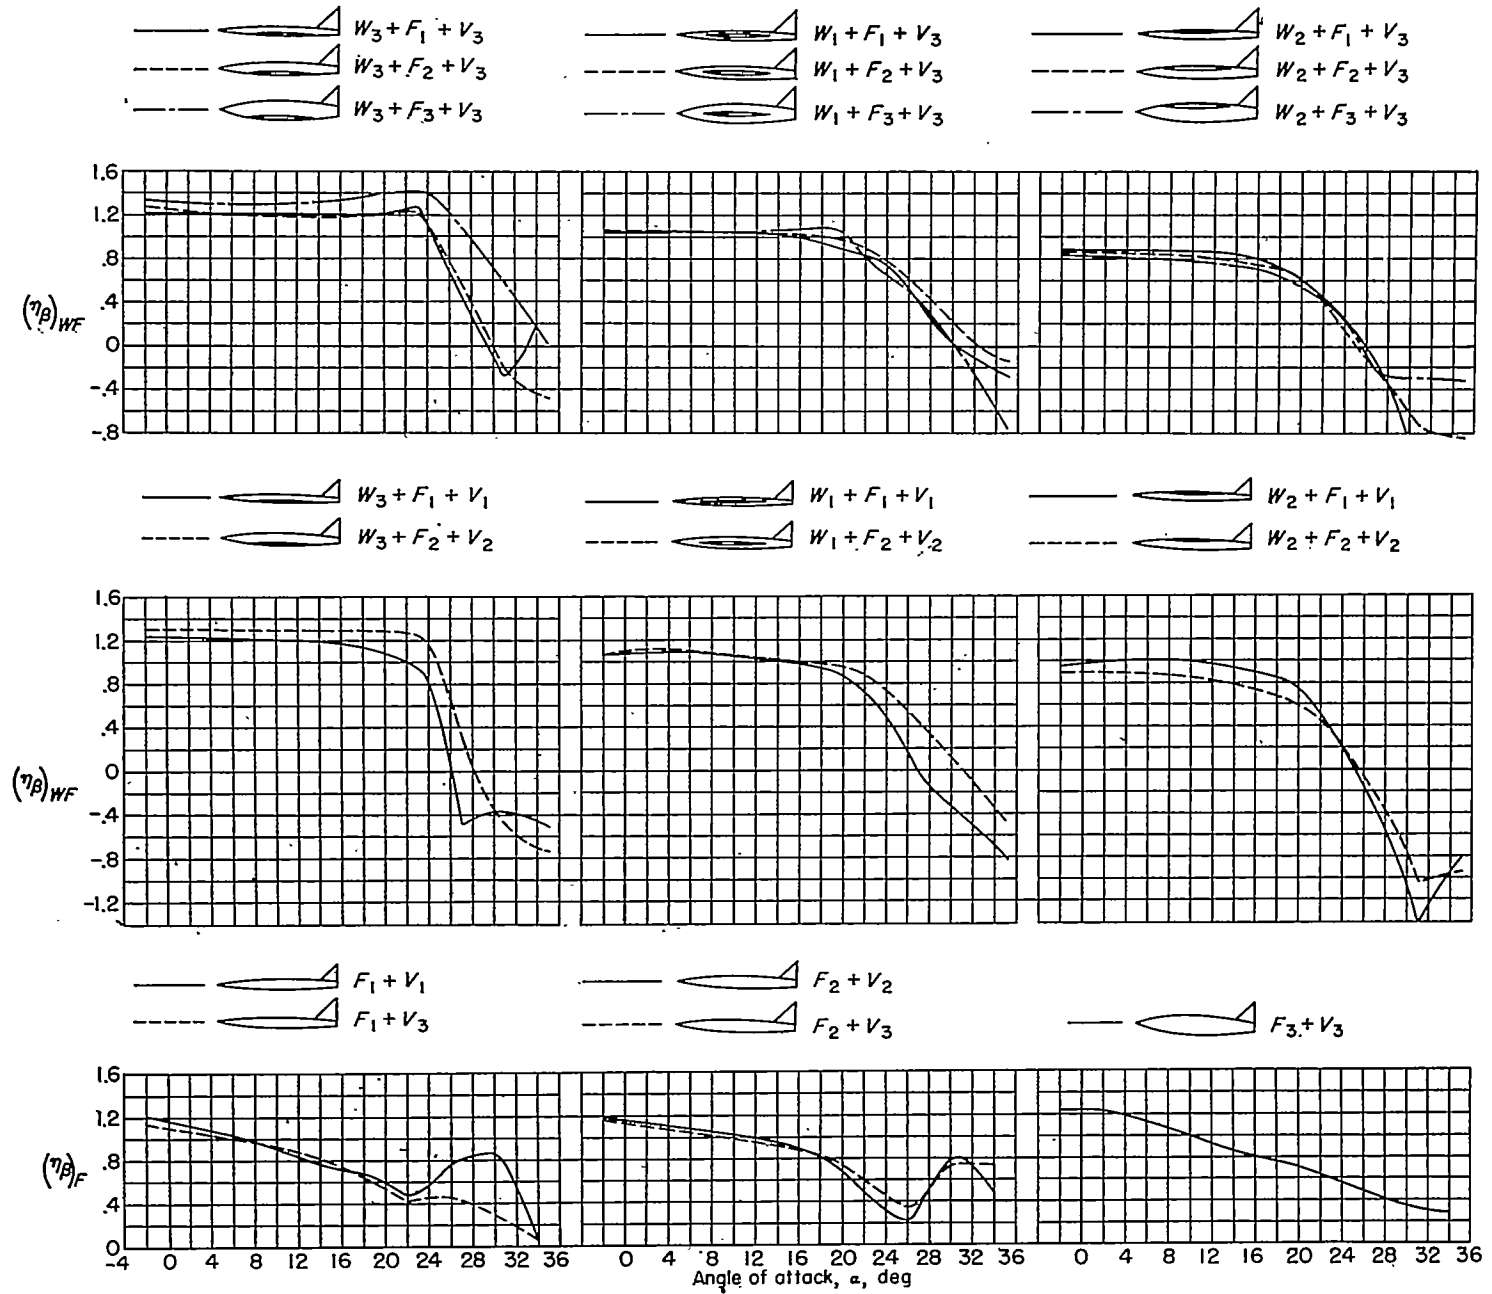 W3 + F1 + V3
W1 + F1 + V3
W2 + F1 + V3
W3 + F2 + V3
W1 + F2 + V3
W2 + F2 + V3
W3 + F3 + V3
W1 + F3 + V3
W2 + F3 + V3
1.6
1.2
.8
.4
0
-.4
-.8
(ηβ)WF
W3 + F1 + V1
W1 + F1 + V1
W2 + F1 + V1
W3 + F2 + V2
W1 + F2 + V2
W2 + F2 + V2
1.6
1.2
.8
.4
0
-.4
-.8
-1.2
(ηβ)WF
F1 + V1
F2 + V2
F1 + V3
F2 + V3
F3 + V3
1.6
1.2
.8
.4
0
(ηβ)F
-4 0 4 8 12 16 20 24 28 32 36
0 4 8 12 16 20 24 28 32 36
0 4 8 12 16 20 24 28 32 36
Angle of attack, α, deg